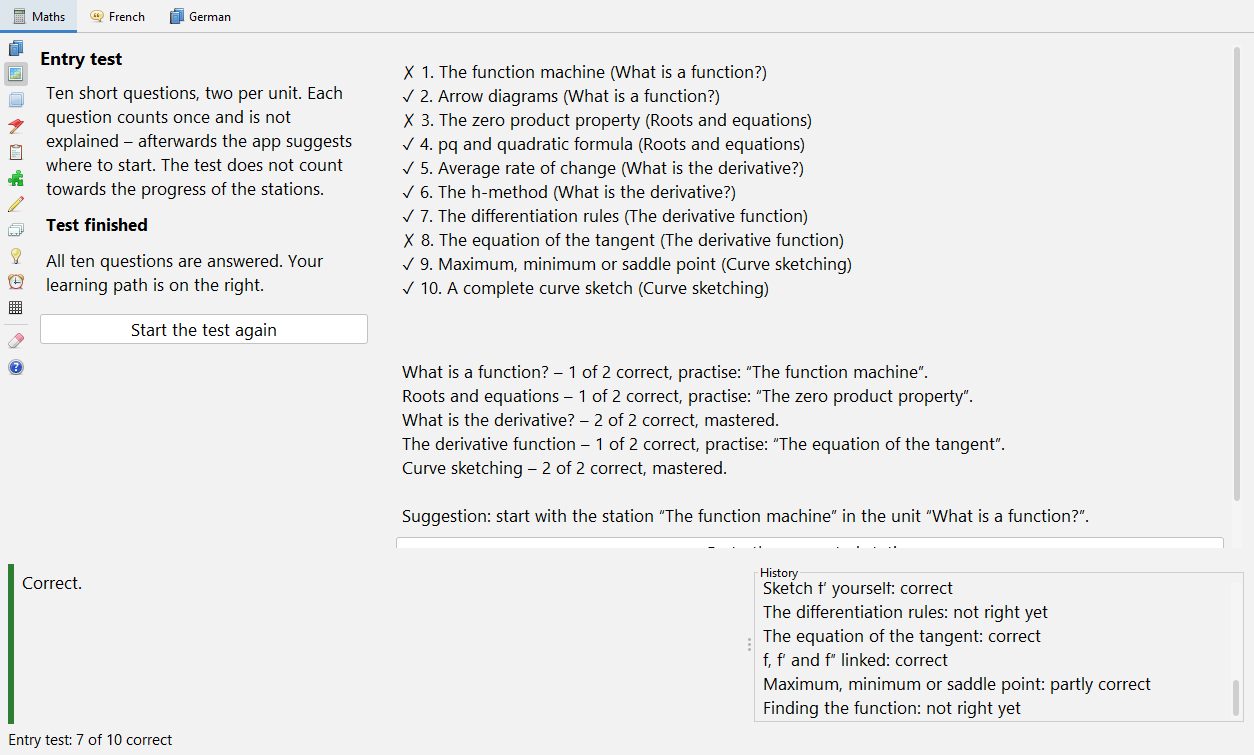 Maths
French
German
Entry test
Ten short questions, two per unit. Each
question counts once and is not
explained – afterwards the app suggests
where to start. The test does not count
towards the progress of the stations.
Test finished
All ten questions are answered. Your
learning path is on the right.
Start the test again
✗ 1. The function machine (What is a function?)
✓ 2. Arrow diagrams (What is a function?)
✗ 3. The zero product property (Roots and equations)
✓ 4. pq and quadratic formula (Roots and equations)
✓ 5. Average rate of change (What is the derivative?)
✓ 6. The h-method (What is the derivative?)
✓ 7. The differentiation rules (The derivative function)
✗ 8. The equation of the tangent (The derivative function)
✓ 9. Maximum, minimum or saddle point (Curve sketching)
✓ 10. A complete curve sketch (Curve sketching)
What is a function? – 1 of 2 correct, practise: “The function machine”.
Roots and equations – 1 of 2 correct, practise: “The zero product property”.
What is the derivative? – 2 of 2 correct, mastered.
The derivative function – 1 of 2 correct, practise: “The equation of the tangent”.
Curve sketching – 2 of 2 correct, mastered.
Suggestion: start with the station “The function machine” in the unit “What is a function?”.
Correct.
History
Sketch f′ yourself: correct
The differentiation rules: not right yet
The equation of the tangent: correct
f, f′ and f″ linked: correct
Maximum, minimum or saddle point: partly correct
Finding the function: not right yet
Entry test: 7 of 10 correct